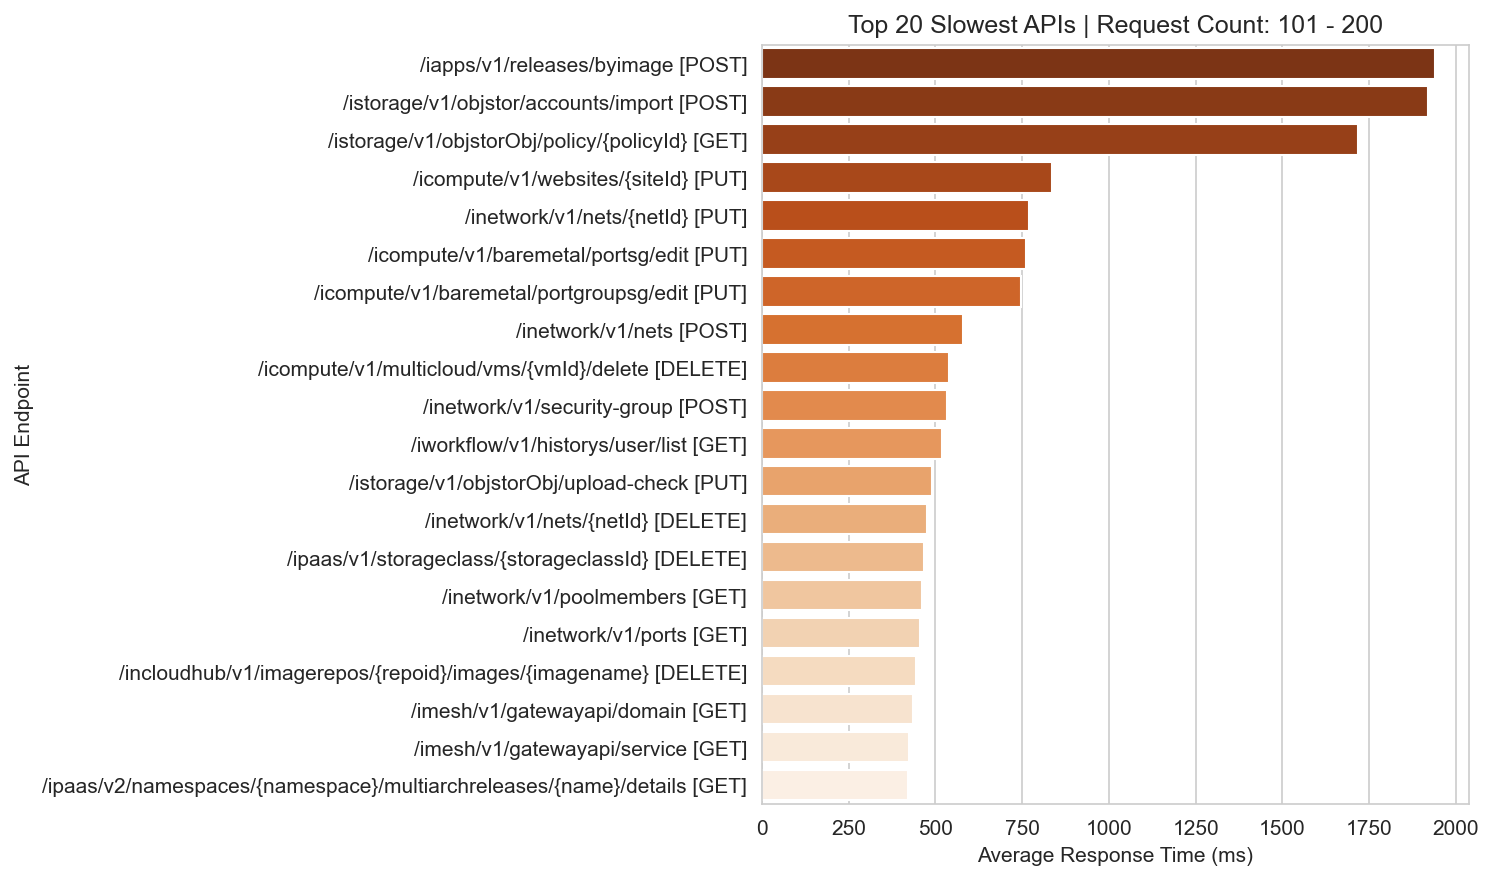 Top 20 Slowest APIs | Request Count: 101 - 200
API Endpoint
/iapps/v1/releases/byimage [POST]
/istorage/v1/objstor/accounts/import [POST]
/istorage/v1/objstorObj/policy/{policyId} [GET]
/icompute/v1/websites/{siteId} [PUT]
/inetwork/v1/nets/{netId} [PUT]
/icompute/v1/baremetal/portsg/edit [PUT]
/icompute/v1/baremetal/portgroupsg/edit [PUT]
/inetwork/v1/nets [POST]
/icompute/v1/multicloud/vms/{vmId}/delete [DELETE]
/inetwork/v1/security-group [POST]
/iworkflow/v1/historys/user/list [GET]
/istorage/v1/objstorObj/upload-check [PUT]
/inetwork/v1/nets/{netId} [DELETE]
/ipaas/v1/storageclass/{storageclassId} [DELETE]
/inetwork/v1/poolmembers [GET]
/inetwork/v1/ports [GET]
/incloudhub/v1/imagerepos/{repoid}/images/{imagename} [DELETE]
/imesh/v1/gatewayapi/domain [GET]
/imesh/v1/gatewayapi/service [GET]
/ipaas/v2/namespaces/{namespace}/multiarchreleases/{name}/details [GET]
0 250 500 750 1000 1250 1500 1750 2000
Average Response Time (ms)